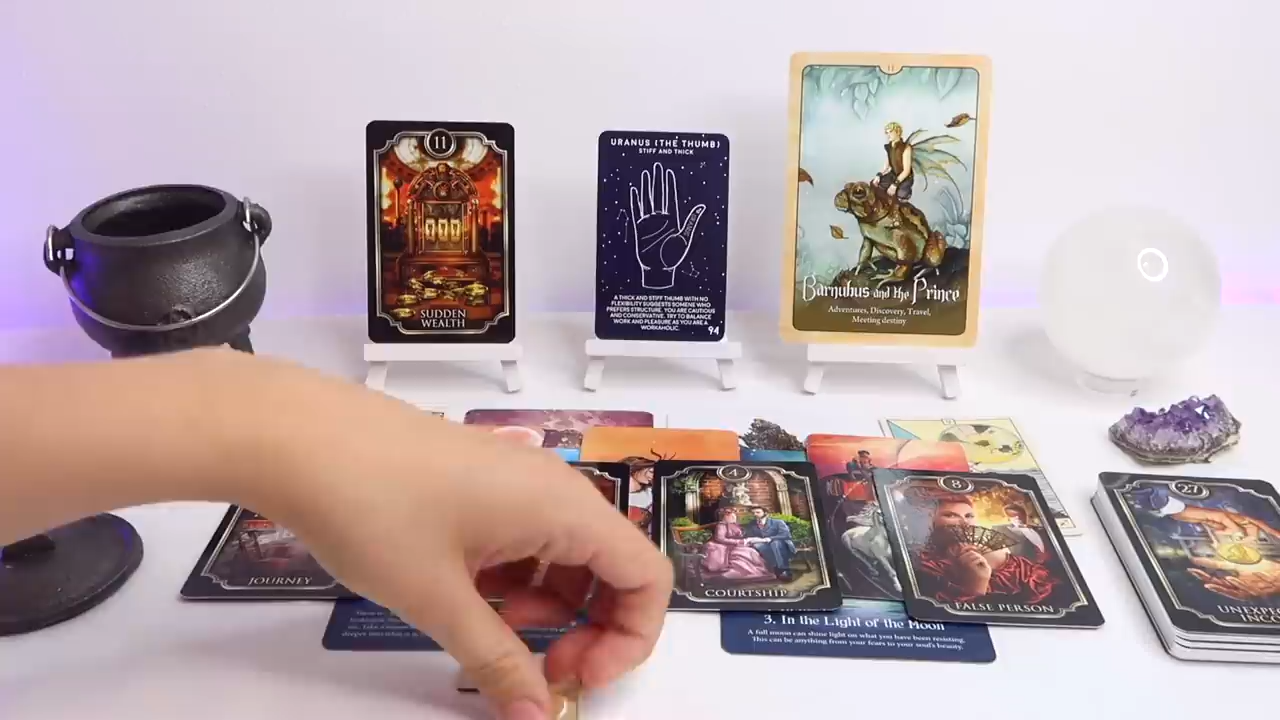 11
SUDDEN
WEALTH
URANUS (THE THUMB)
STIFF AND THICK
A THICK AND STIFF THUMB WITH NO
FLEXIBILITY SUGGESTS SOMENE WHO
PREFERS STRUCTURE. YOU ARE CAUTIOUS
AND CONSERVATIVE. TRY TO BALANCE
WORK AND PLEASURE AS YOU ARE A
WORKAHOLIC.
94
11
Barnubus and the Prince
Adventures, Discovery, Travel,
Meeting destiny
JOURNEY
4
COURTSHIP
8
FALSE PERSON
27
3. In the Light of the Moon
A full moon can shine light on what you have been resisting.
This can be anything from your fears to your soul's beauty.